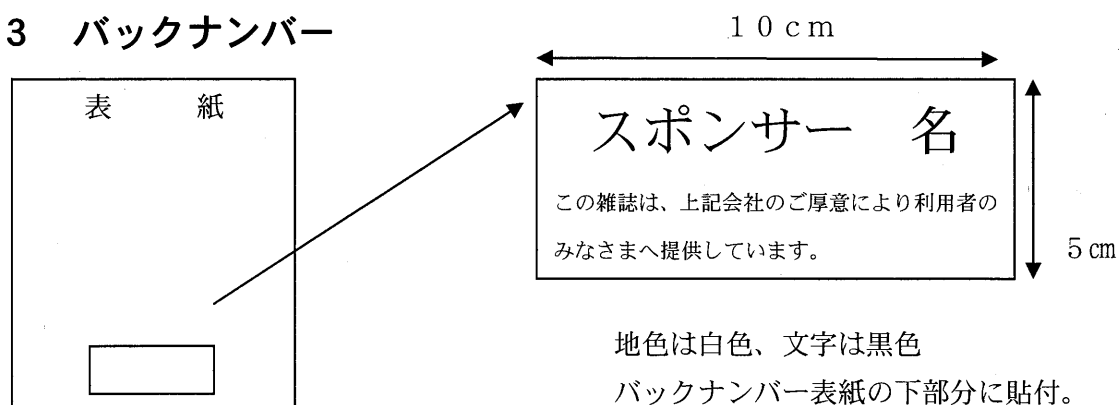 3　バックナンバー
10cm
表　　紙
スポンサー　名
この雑誌は、上記会社のご厚意により利用者の
みなさまへ提供しています。
5㎝
地色は白色、文字は黒色
バックナンバー表紙の下部分に貼付。